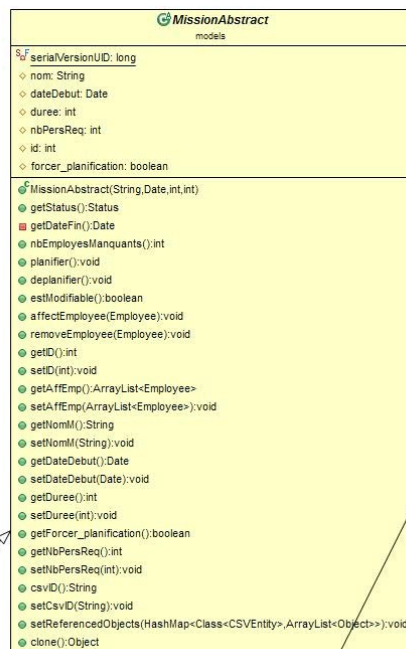 MissionAbstract
models
serialVersionUID: long
nom: String
dateDebut: Date
duree: int
nbPersReq: int
id: int
forcer_planification: boolean
MissionAbstract(String,Date,int,int)
getStatus():Status
getDateFin():Date
nbEmployesManquants():int
planifier():void
deplanifier():void
estModifiable():boolean
affectEmployee(Employee):void
removeEmployee(Employee):void
getID():int
setID(int):void
getAffEmp():ArrayList<Employee>
setAffEmp(ArrayList<Employee>):void
getNomM():String
setNomM(String):void
getDateDebut():Date
setDateDebut(Date):void
getDuree():int
setDuree(int):void
getForcer_planification():boolean
getNbPersReq():int
setNbPersReq(int):void
csvID():String
setCsvID(String):void
setReferencedObjects(HashMap<Class<CSVEntity>,ArrayList<Object>>):void
clone():Object